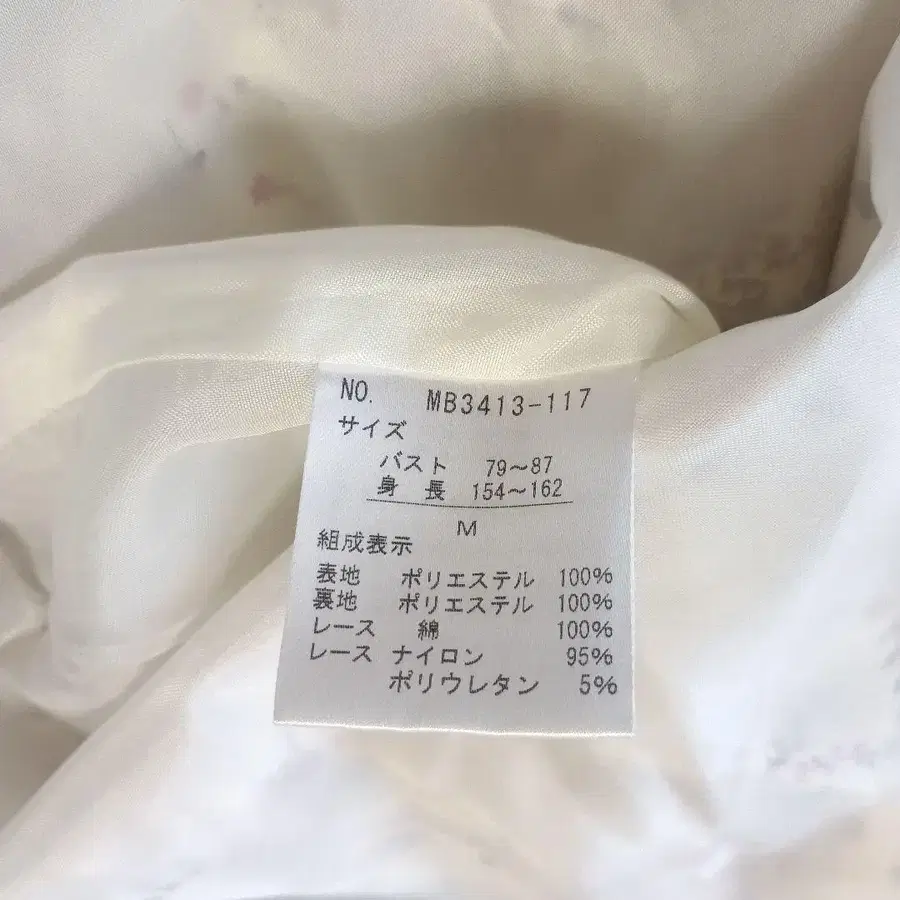 NO. MB3413-117
サイズ
バスト 79～87
身長 154～162
M
組成表示
表地 ポリエステル 100%
裏地 ポリエステル 100%
レース 綿 100%
レース ナイロン 95%
ポリウレタン 5%